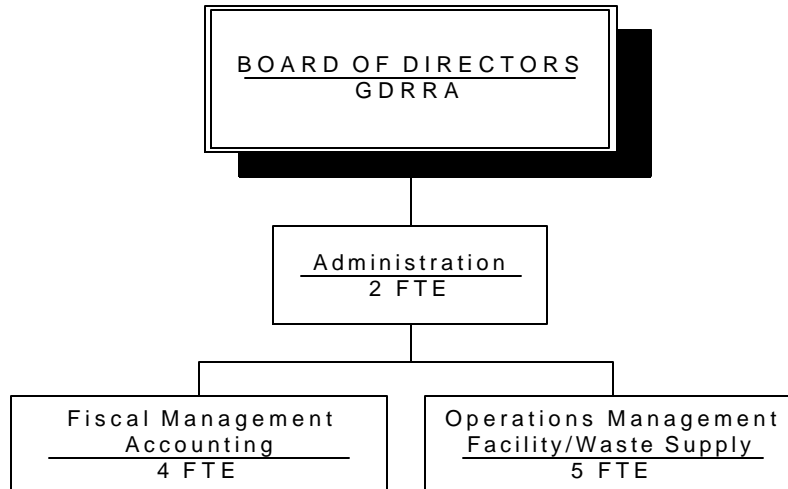 BOARD OF DIRECTORS
GDRRA
Administration
2 FTE
Fiscal Management
Accounting
4 FTE
Operations Management
Facility/Waste Supply
5 FTE